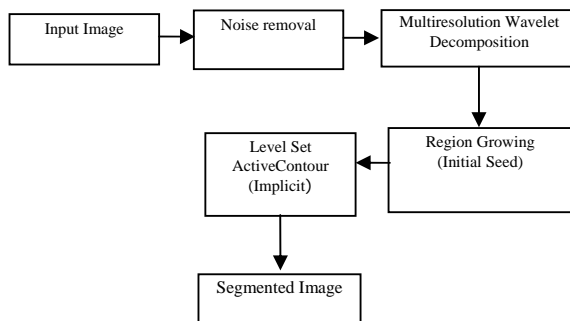 Input Image
Noise removal
Multiresolution Wavelet
Decomposition
Region Growing
(Initial Seed)
Level Set
ActiveContour
(Implicit)
Segmented Image